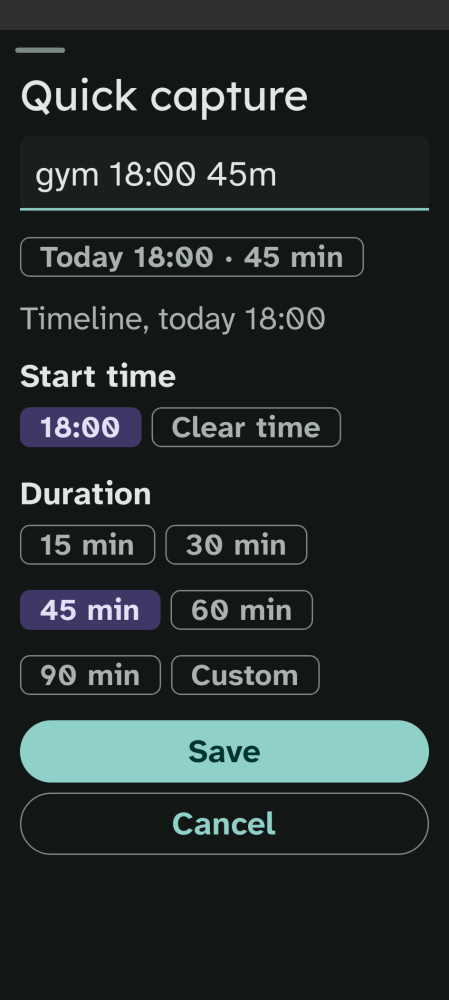 Quick capture
gym 18:00 45m
Today 18:00 · 45 min
Timeline, today 18:00
Start time
18:00 Clear time
Duration
15 min 30 min
45 min 60 min
90 min Custom
Save
Cancel